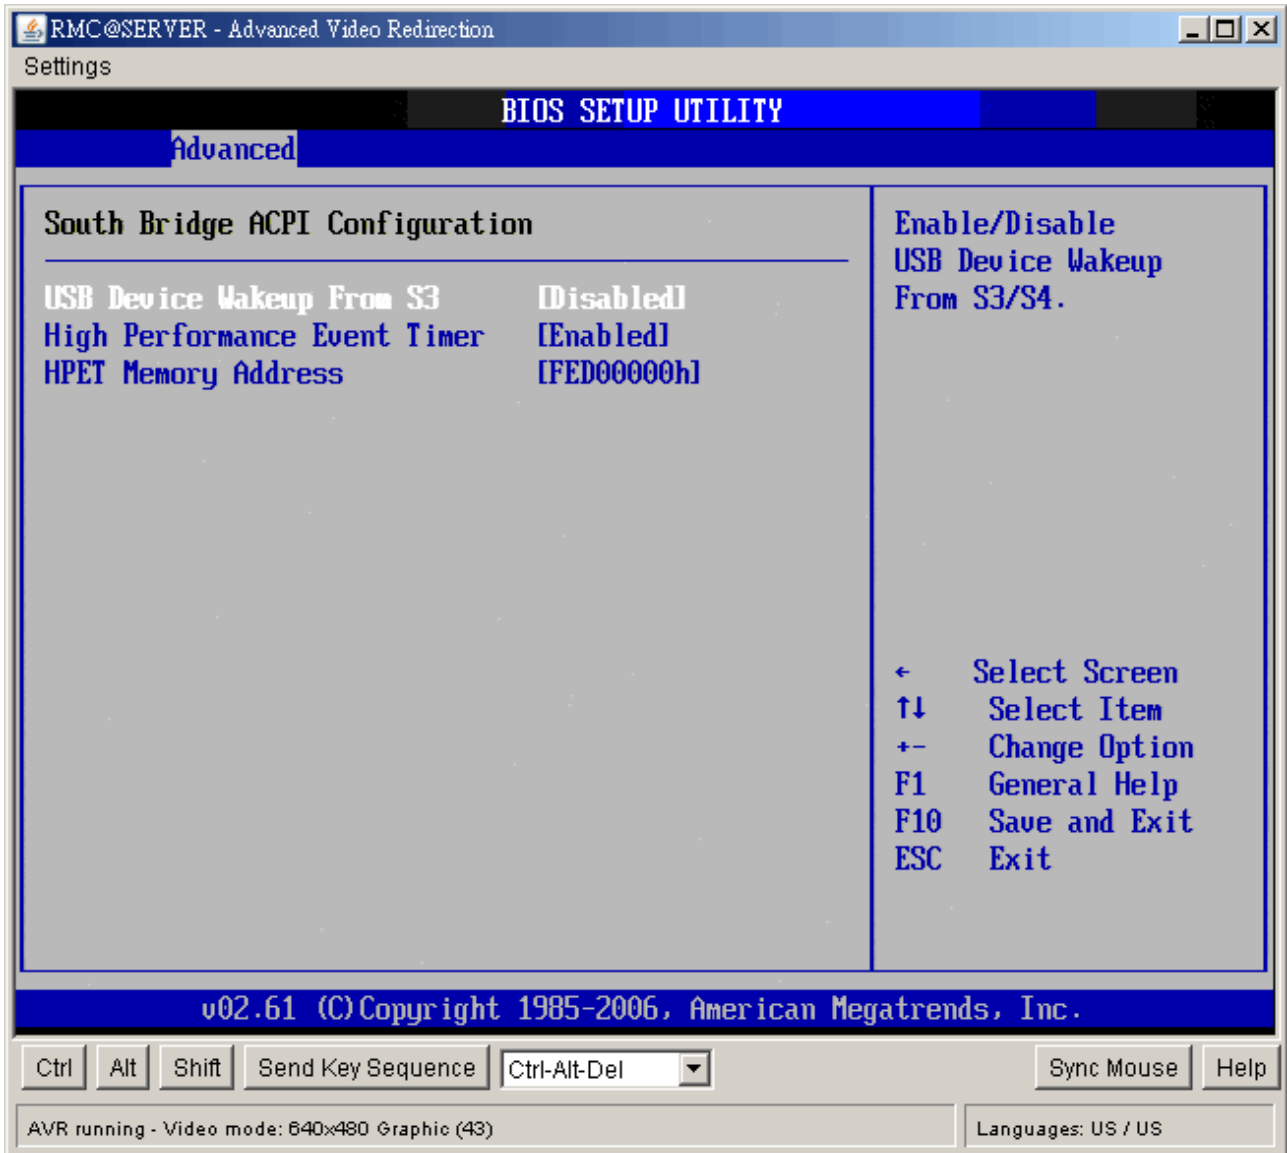 RMC@SERVER - Advanced Video Redirection
Settings
BIOS SETUP UTILITY
Advanced
South Bridge ACPI Configuration
USB Device Wakeup From S3 [Disabled]
High Performance Event Timer [Enabled]
HPET Memory Address [FED00000h]
Enable/Disable
USB Device Wakeup
From S3/S4.
← Select Screen
↑↓ Select Item
+- Change Option
F1 General Help
F10 Save and Exit
ESC Exit
v02.61 (C)Copyright 1985-2006, American Megatrends, Inc.
Ctrl Alt Shift Send Key Sequence Ctrl-Alt-Del Sync Mouse Help
AVR running - Video mode: 640x480 Graphic (43) Languages: US / US